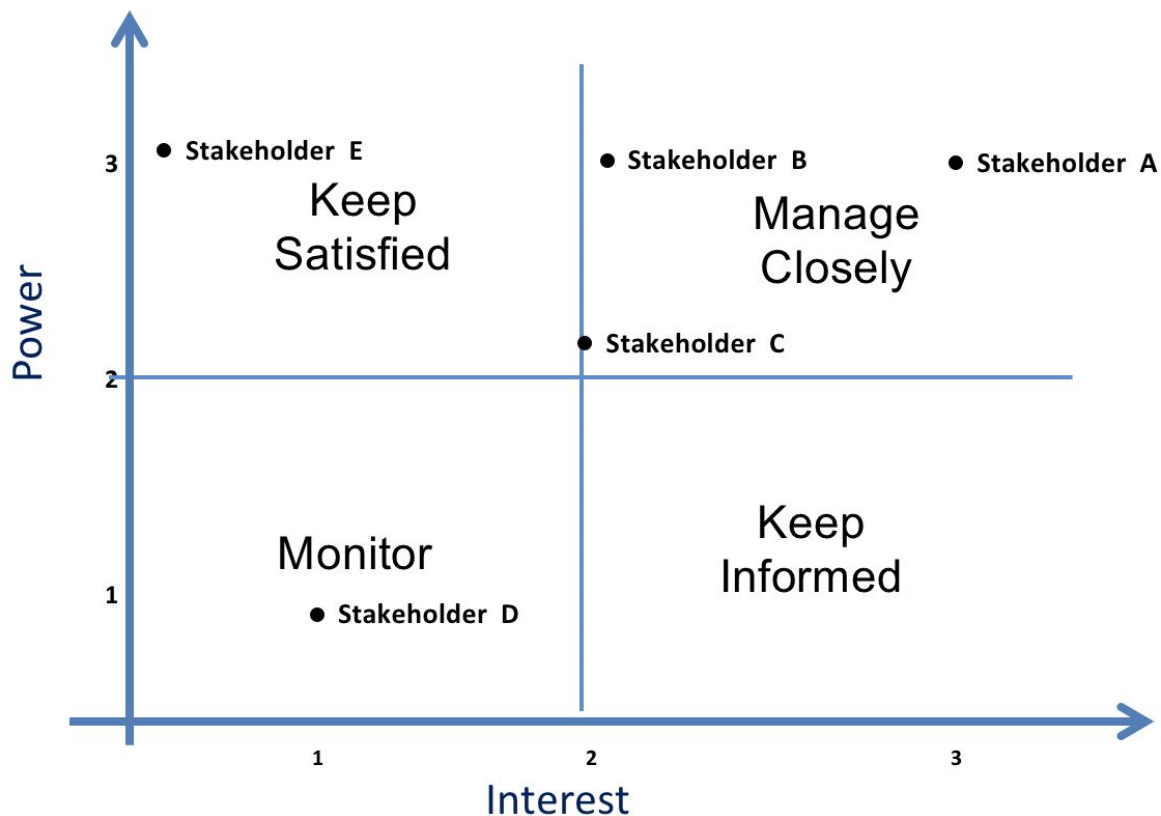 3
Stakeholder E
Stakeholder B
Stakeholder A
Keep
Satisfied
Manage
Closely
Power
Stakeholder C
2
Keep
Informed
Monitor
1
Stakeholder D
1
2
3
Interest